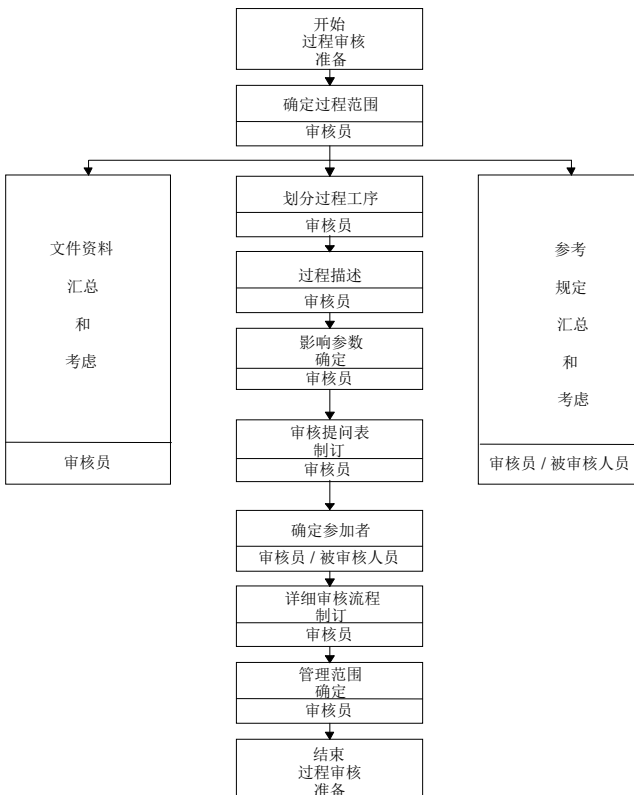 开始
过程审核
准备
确定过程范围
审核员
文件资料
汇总
和
考虑
审核员
划分过程工序
审核员
过程描述
审核员
影响参数
确定
审核员
审核提问表
制订
审核员
参考
规定
汇总
和
考虑
审核员 / 被审核人员
确定参加者
审核员 / 被审核人员
详细审核流程
制订
审核员
管理范围
确定
审核员
结束
过程审核
准备